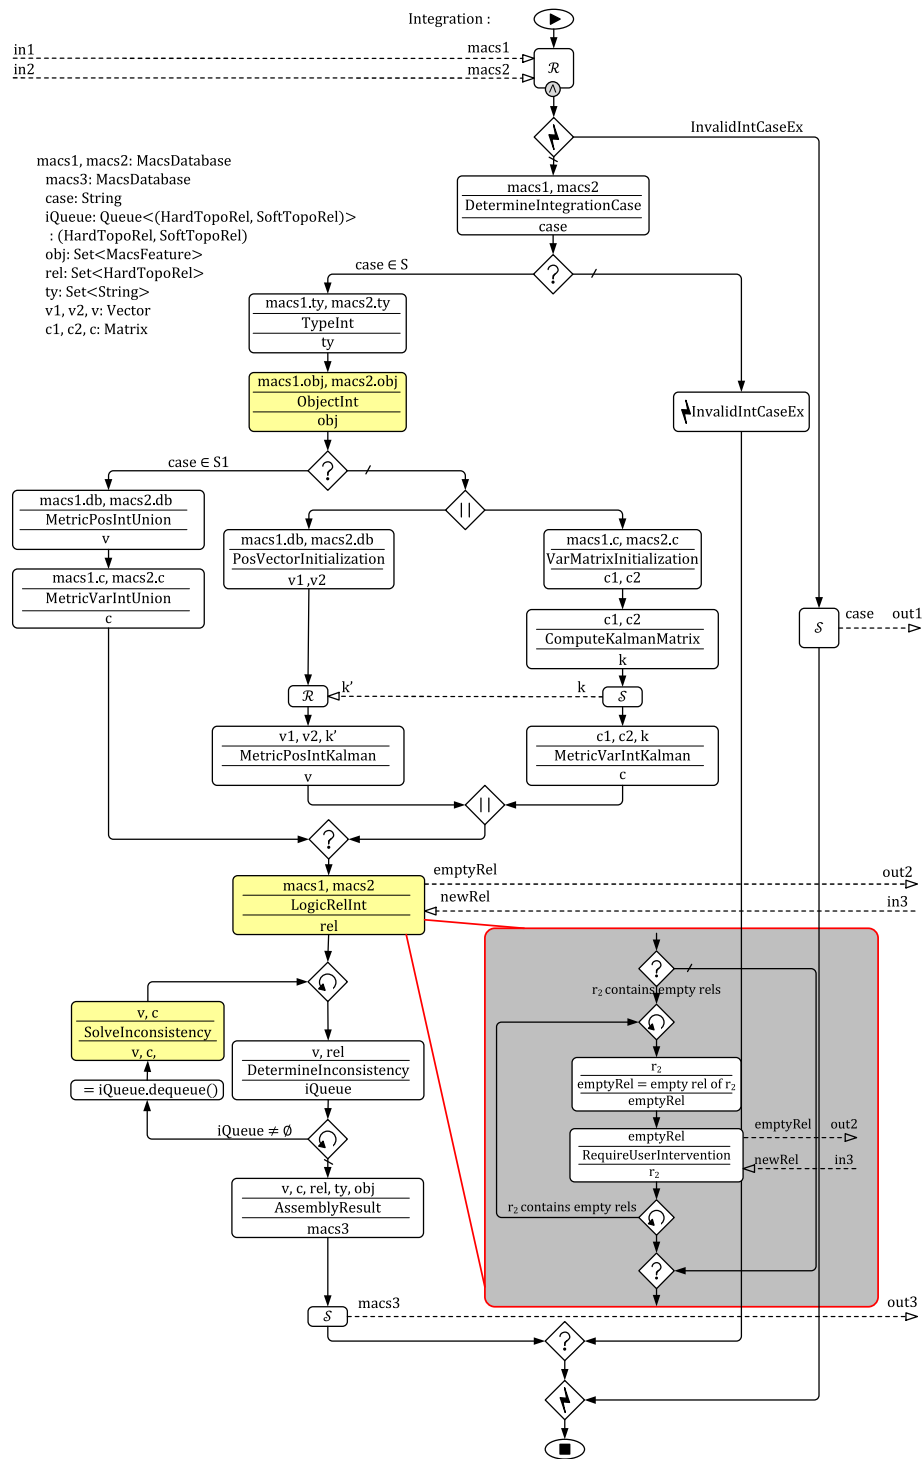 Integration :
in1
macs1
in2
macs2
ℛ
∧
InvalidIntCaseEx
macs1, macs2: MacsDatabase
macs3: MacsDatabase
case: String
iQueue: Queue<(HardTopoRel, SoftTopoRel)>
: (HardTopoRel, SoftTopoRel)
obj: Set<MacsFeature>
rel: Set<HardTopoRel>
ty: Set<String>
v1, v2, v: Vector
c1, c2, c: Matrix
macs1, macs2
DetermineIntegrationCase
case
case ∈ S
?
macs1.ty, macs2.ty
TypeInt
ty
macs1.obj, macs2.obj
ObjectInt
obj
InvalidIntCaseEx
case ∈ S1
?
||
macs1.db, macs2.db
MetricPosIntUnion
v
macs1.c, macs2.c
MetricVarIntUnion
c
macs1.db, macs2.db
PosVectorInitialization
v1,v2
macs1.c, macs2.c
VarMatrixInitialization
c1, c2
c1, c2
ComputeKalmanMatrix
k
𝒮
case
out1
ℛ
k'
k
𝒮
v1, v2, k'
MetricPosIntKalman
v
c1, c2, k
MetricVarIntKalman
c
||
?
macs1, macs2
LogicRelInt
rel
emptyRel
out2
newRel
in3
v, c
SolveInconsistency
v, c,
= iQueue.dequeue()
v, rel
DetermineInconsistency
iQueue
iQueue ≠ ∅
v, c, rel, ty, obj
AssemblyResult
macs3
?
r₂ contains empty rels
r₂
emptyRel = empty rel of r₂
emptyRel
emptyRel
RequireUserIntervention
r₂
emptyRel
out2
newRel
in3
r₂ contains empty rels
?
𝒮
macs3
out3
?